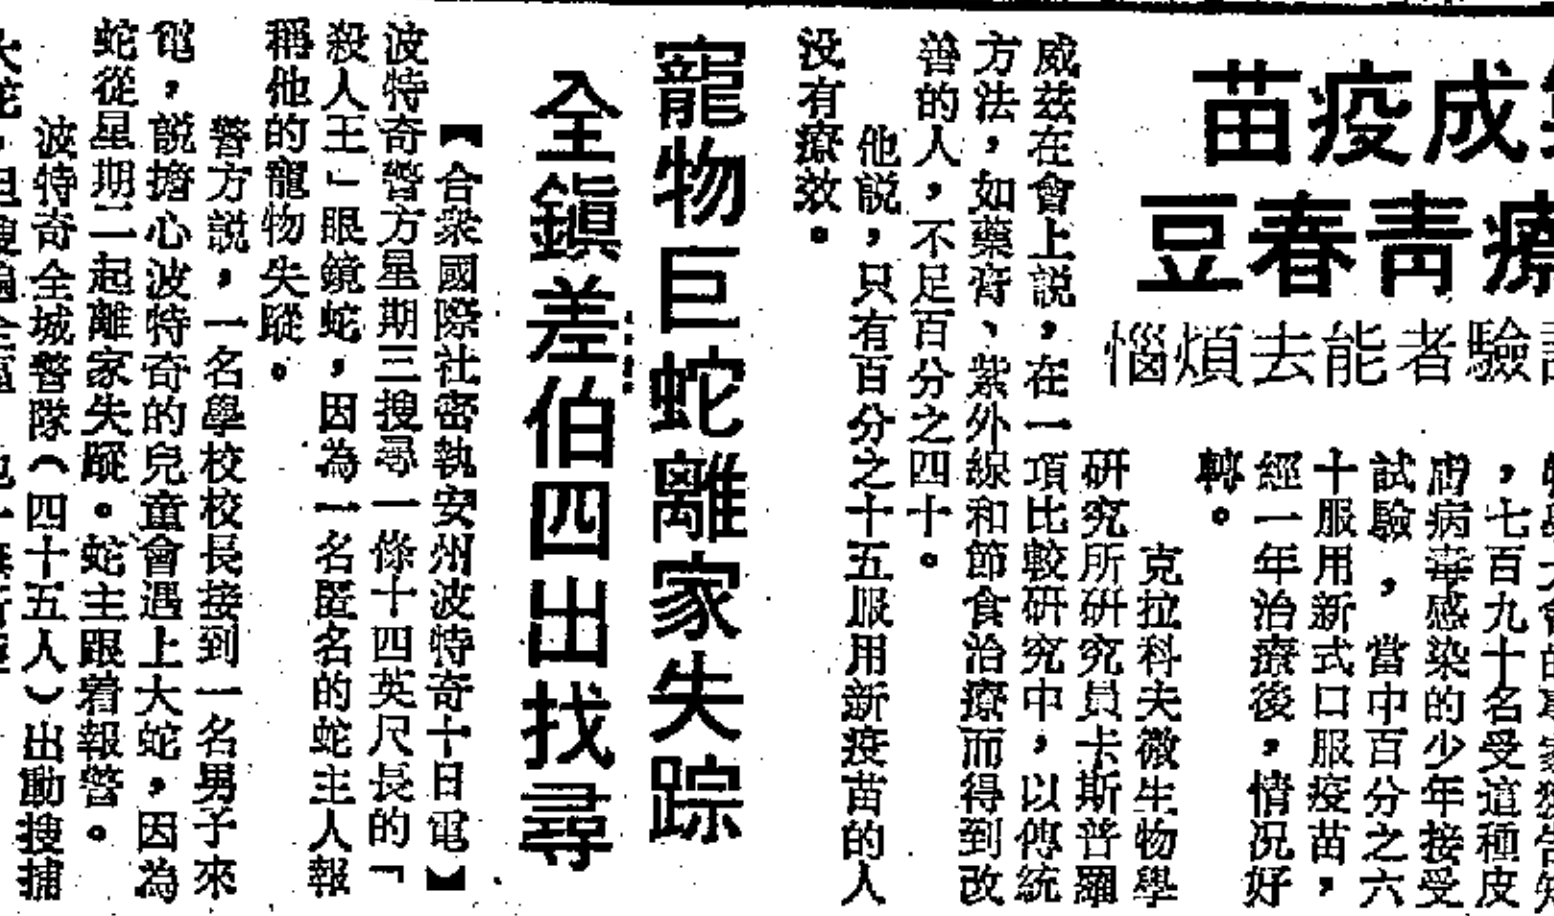 成疫苗
療青春豆
驗者能去煩惱
，七百九十名受這種皮
膚病毒感染的少年接受
試驗，當中百分之六
十服用新式口服疫苗，
經一年治療後，情况好
轉。
克拉科夫微生物學
研究所研究員卡斯普羅
威茲在會上説，在一項比較研究中，以傳統
方法，如藥膏、紫外線和節食治療而得到改
善的人，不足百分之四十。
他説，只有百分之十五服用新疫苗的人
没有療效。
寵物巨蛇離家失踪
全鎮差伯四出找尋
【合衆國際社密執安州波特奇十日電】
波特奇警方星期三搜尋一條十四英尺長的「
殺人王」眼鏡蛇，因為一名匿名的蛇主人報
稱他的寵物失蹤。
警方説，一名學校校長接到一名男子來
電，説擔心波特奇的兒童會遇上大蛇，因為
蛇從星期二起離家失蹤。蛇主跟着報警。
波特奇全城警隊（四十五人）出動搜捕